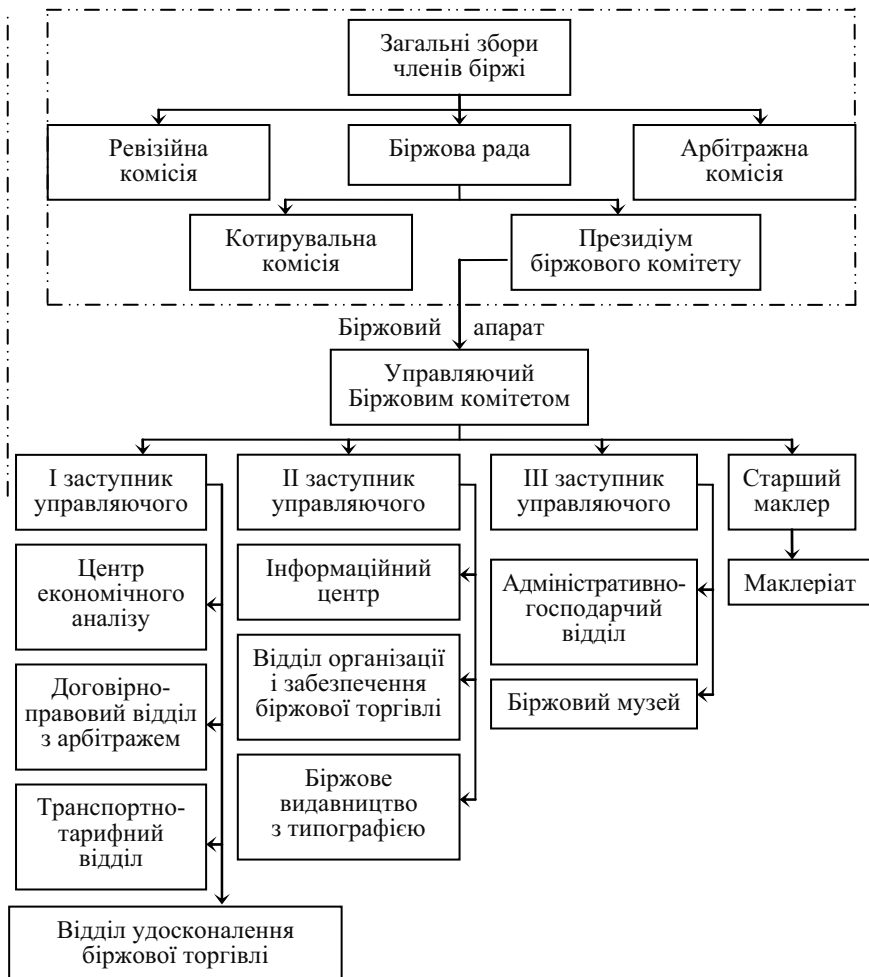 Загальні збори
членів біржі
Ревізійна
комісія
Біржова рада
Арбітражна
комісія
Котирувальна
комісія
Президіум
біржового комітету
Біржовий апарат
Управляючий
Біржовим комітетом
I заступник
управляючого
II заступник
управляючого
III заступник
управляючого
Старший
маклер
Центр
економічного
аналізу
Інформаційний
центр
Адміністративно-
господарчий
відділ
Маклеріат
Договірно-
правовий відділ
з арбітражем
Відділ організації
і забезпечення
біржової торгівлі
Біржовий музей
Транспортно-
тарифний
відділ
Біржове
видавництво
з типографією
Відділ удосконалення
біржової торгівлі